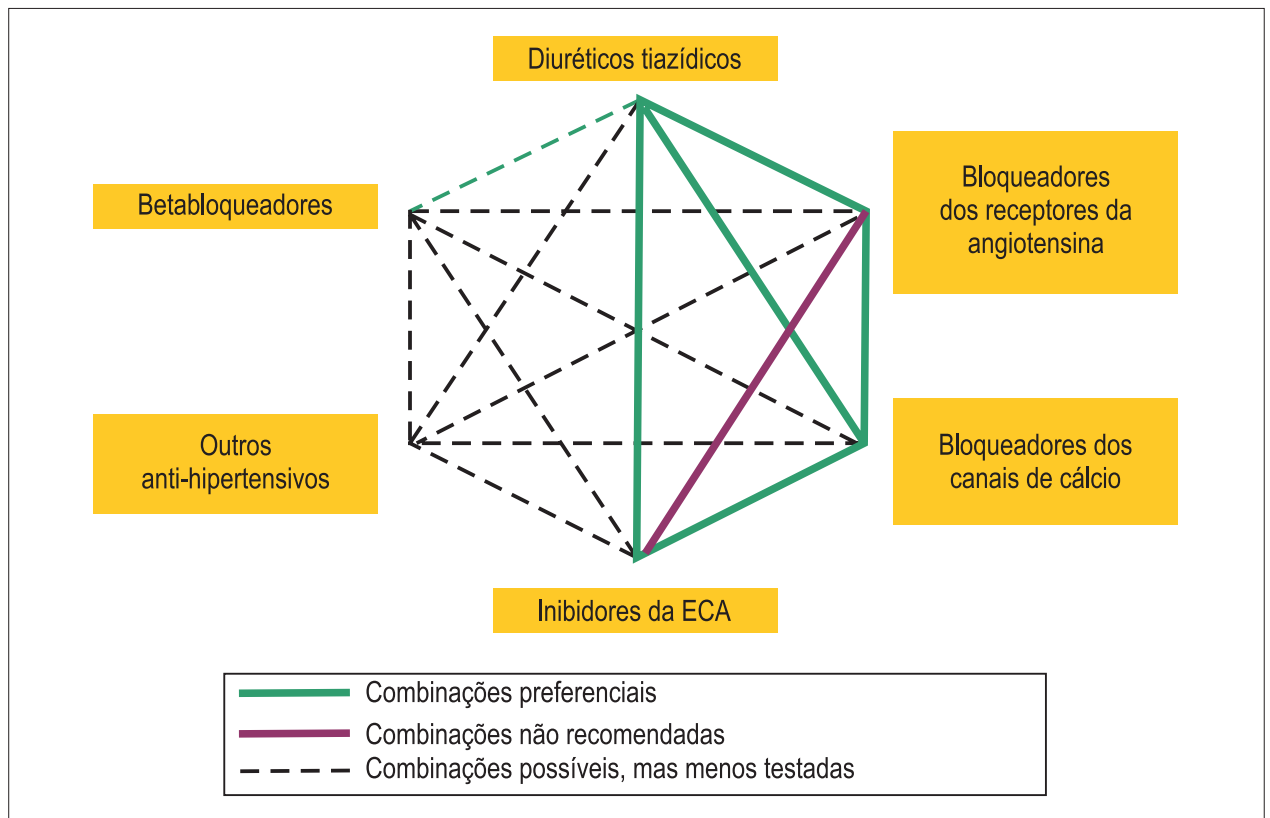 Diuréticos tiazídicos
Betabloqueadores
Bloqueadores
dos receptores da
angiotensina
Outros
anti-hipertensivos
Bloqueadores dos
canais de cálcio
Inibidores da ECA
Combinações preferenciais
Combinações não recomendadas
Combinações possíveis, mas menos testadas